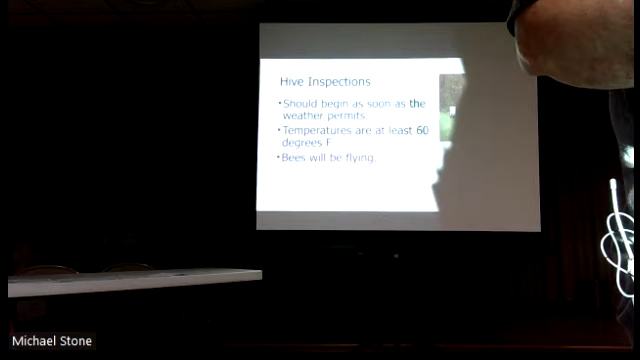 Hive Inspections
•Should begin as soon as the
weather permits.
•Temperatures are at least 60
degrees F
•Bees will be flying.
Michael Stone